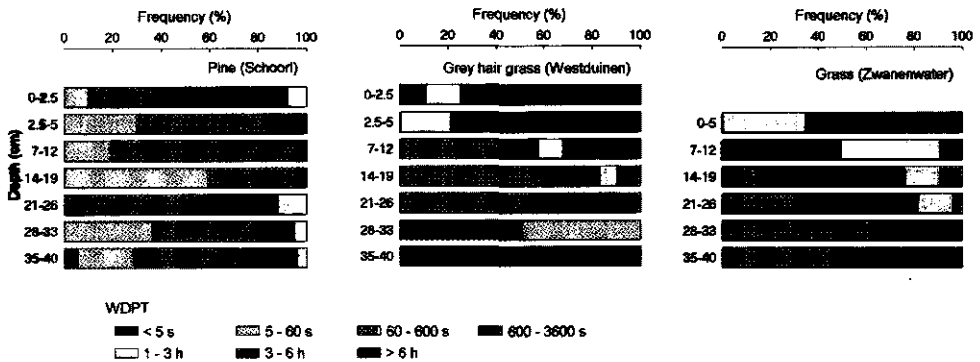 Frequency (%)
0 20 40 60 80 100
Pine (Schoorl)
Depth (cm)
0-2.5
2.5-5
7-12
14-19
21-26
28-33
35-40
Frequency (%)
0 20 40 60 80 100
Grey hair grass (Westduinen)
0-2.5
2.5-5
7-12
14-19
21-26
28-33
35-40
Frequency (%)
0 20 40 60 80 100
Grass (Zwanenwater)
0-5
7-12
14-19
21-26
28-33
35-40
WDPT
< 5 s 5 - 60 s 60 - 600 s 600 - 3600 s
1 - 3 h 3 - 6 h > 6 h